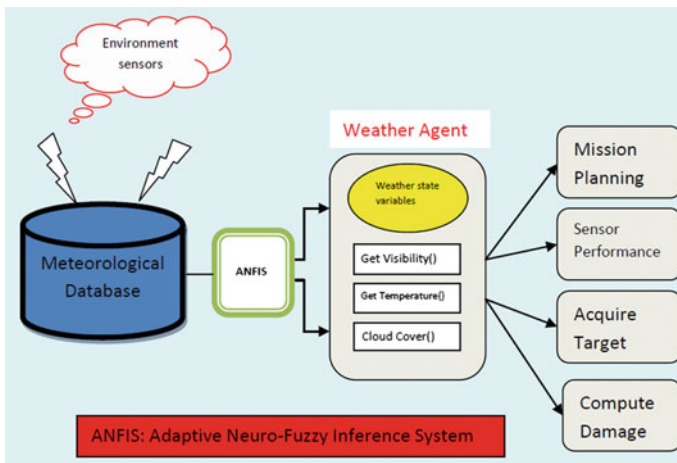 Environment
sensors
Weather Agent
Weather state
variables
Get Visibility()
Get Temperature()
Cloud Cover()
Meteorological
Database
ANFIS
Mission
Planning
Sensor
Performance
Acquire
Target
Compute
Damage
ANFIS: Adaptive Neuro-Fuzzy Inference System